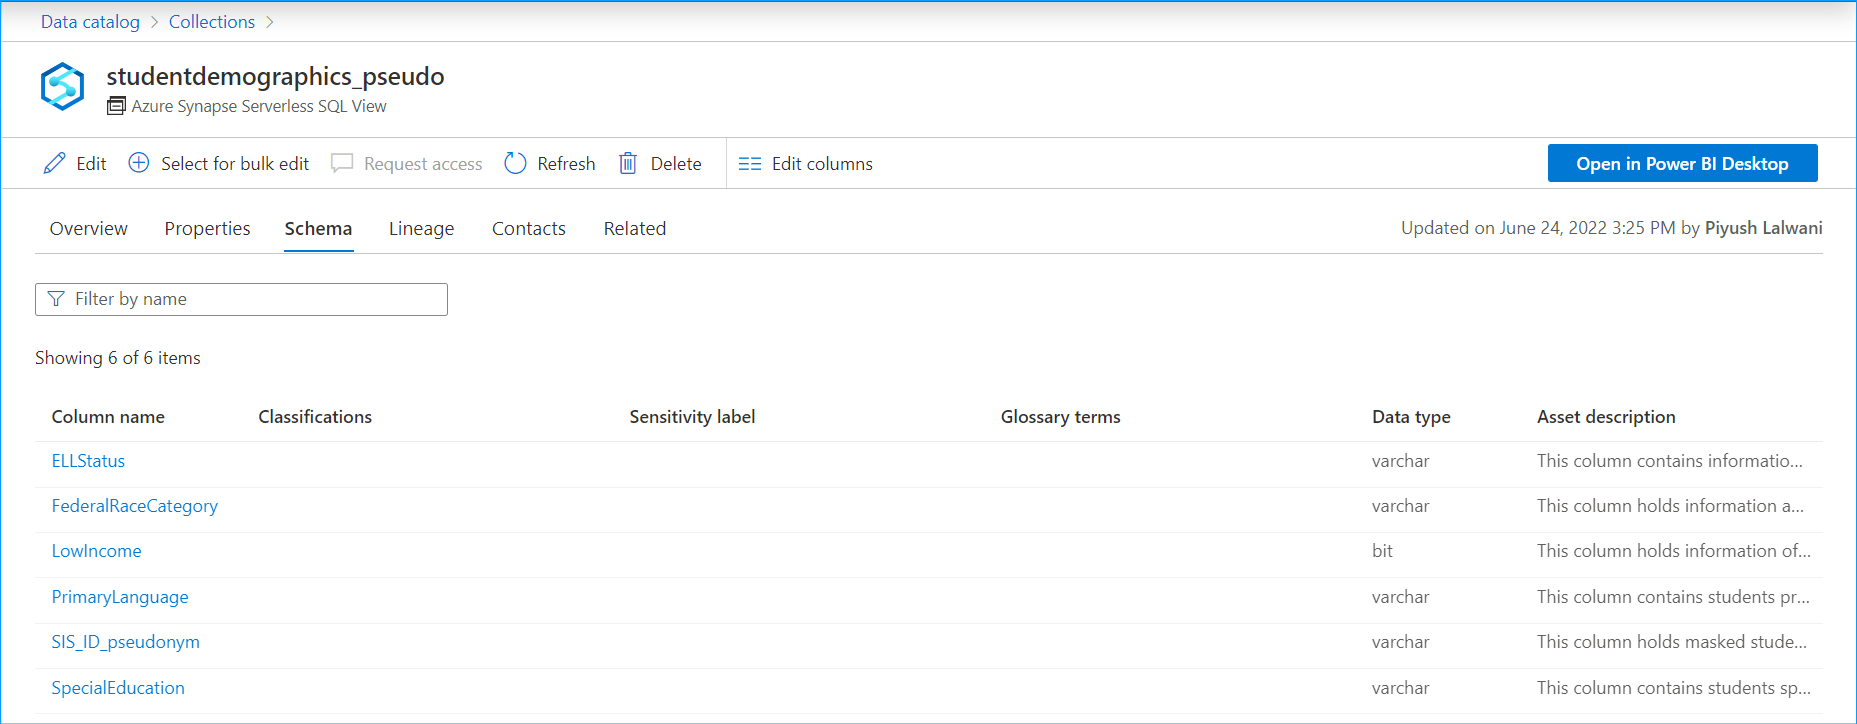 Data catalog > Collections >
studentdemographics_pseudo
Azure Synapse Serverless SQL View
Edit Select for bulk edit Request access Refresh Delete Edit columns Open in Power BI Desktop
Overview Properties Schema Lineage Contacts Related Updated on June 24, 2022 3:25 PM by Piyush Lalwani
Filter by name
Showing 6 of 6 items
Column name Classifications Sensitivity label Glossary terms Data type Asset description
ELLStatus varchar This column contains informatio...
FederalRaceCategory varchar This column holds information a...
LowIncome bit This column holds information of...
PrimaryLanguage varchar This column contains students pr...
SIS_ID_pseudonym varchar This column holds masked stude...
SpecialEducation varchar This column contains students sp...